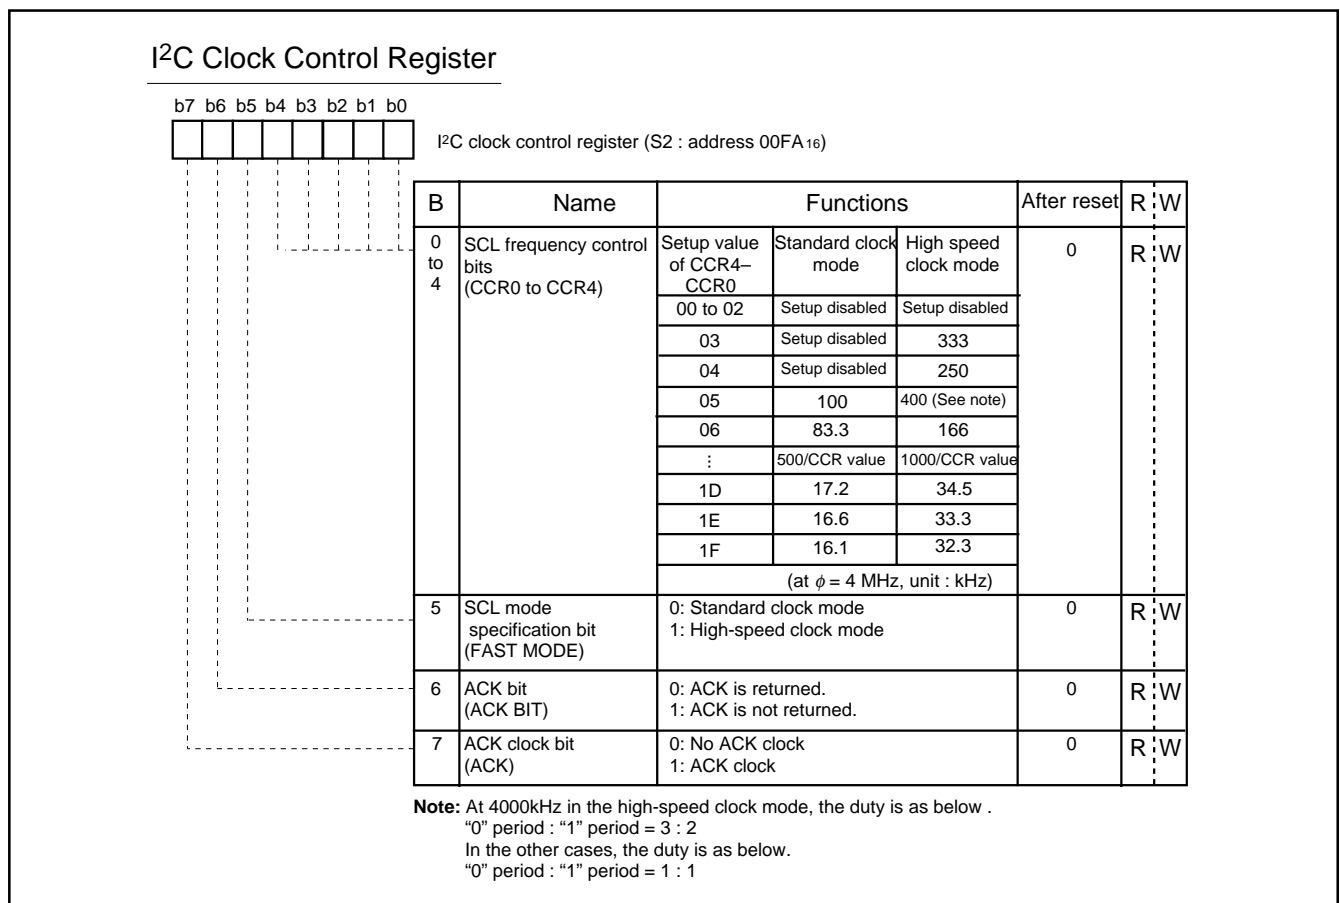 I2C Clock Control Register
b7 b6 b5 b4 b3 b2 b1 b0
I2C clock control register (S2 : address 00FA16)
B Name Functions After reset R W
0 to 4 SCL frequency control bits (CCR0 to CCR4) 0 R W
Setup value of CCR4–CCR0 Standard clock mode High speed clock mode
00 to 02 Setup disabled Setup disabled
03 Setup disabled 333
04 Setup disabled 250
05 100 400 (See note)
06 83.3 166
⋮ 500/CCR value 1000/CCR value
1D 17.2 34.5
1E 16.6 33.3
1F 16.1 32.3
(at ϕ = 4 MHz, unit : kHz)
5 SCL mode specification bit (FAST MODE) 0: Standard clock mode 1: High-speed clock mode 0 R W
6 ACK bit (ACK BIT) 0: ACK is returned. 1: ACK is not returned. 0 R W
7 ACK clock bit (ACK) 0: No ACK clock 1: ACK clock 0 R W
Note: At 4000kHz in the high-speed clock mode, the duty is as below .
“0” period : “1” period = 3 : 2
In the other cases, the duty is as below.
“0” period : “1” period = 1 : 1